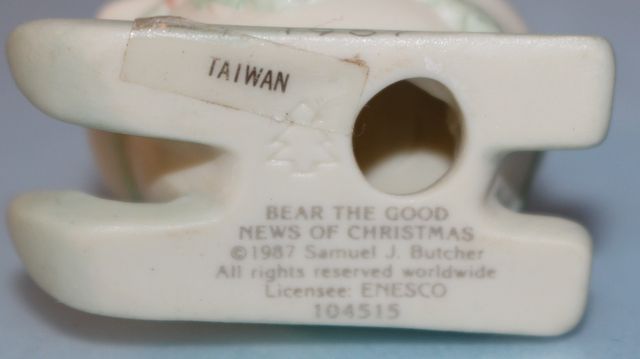 TAIWAN
BEAR THE GOOD
NEWS OF CHRISTMAS
©1987 Samuel J. Butcher
All rights reserved worldwide
Licensee: ENESCO
104515